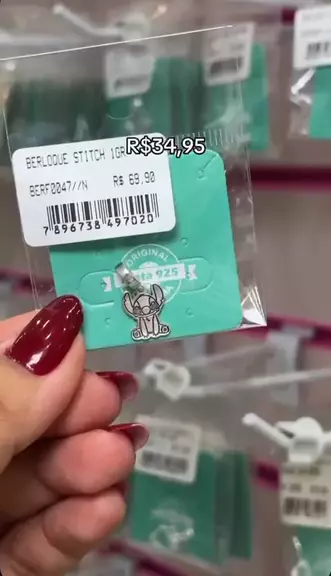 R$34,95
BERLOQUE STITCH 1GR
BERF0047//N R$ 69,90
7 896738 497020
ORIGINAL
925